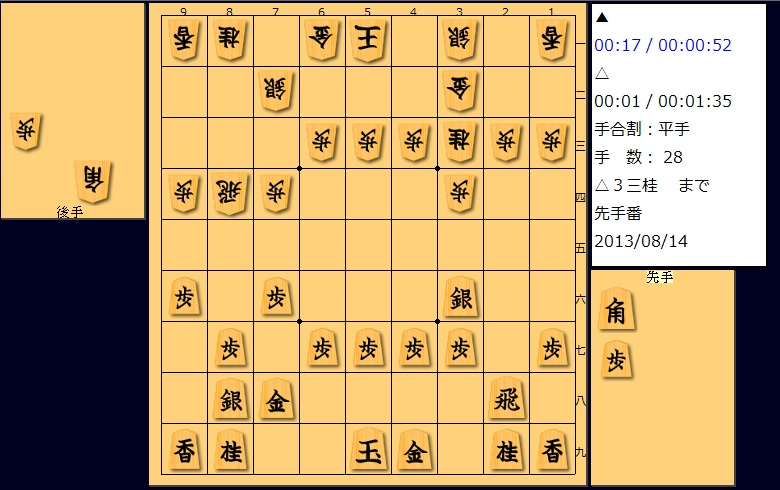 9 8 7 6 5 4 3 2 1
香 桂 金 王 銀 香 一
銀 金 二
歩 歩 歩 桂 歩 歩 三
歩 飛 歩 歩 四
五
歩 歩 銀 六
歩 歩 歩 歩 歩 歩 七
銀 金 飛 八
香 桂 玉 金 桂 香 九
歩
角
後手
▲
00:17 / 00:00:52
△
00:01 / 00:01:35
手合割：平手
手　数： 28
△３三桂　まで
先手番
2013/08/14
先手
角
歩